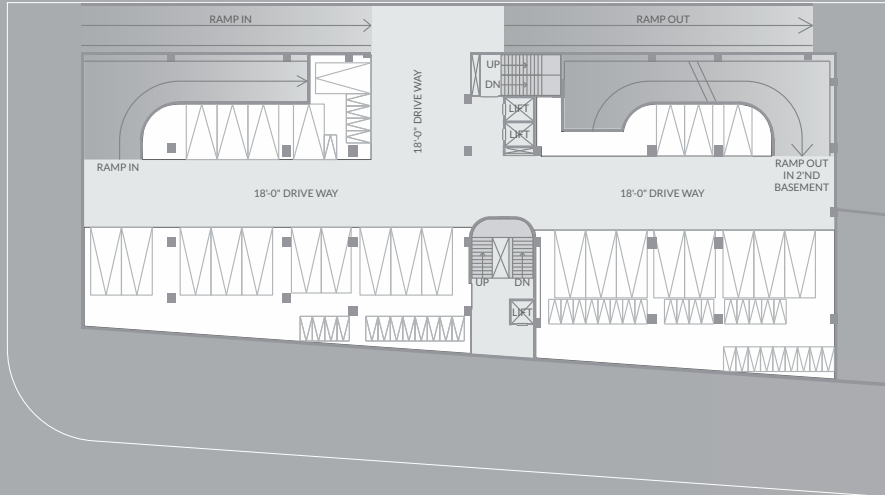 RAMP IN
RAMP OUT
18'-0" DRIVE WAY
UP
DN
LIFT
LIFT
RAMP IN
RAMP OUT
IN 2'ND
BASEMENT
18'-0" DRIVE WAY
18'-0" DRIVE WAY
UP
DN
LIFT